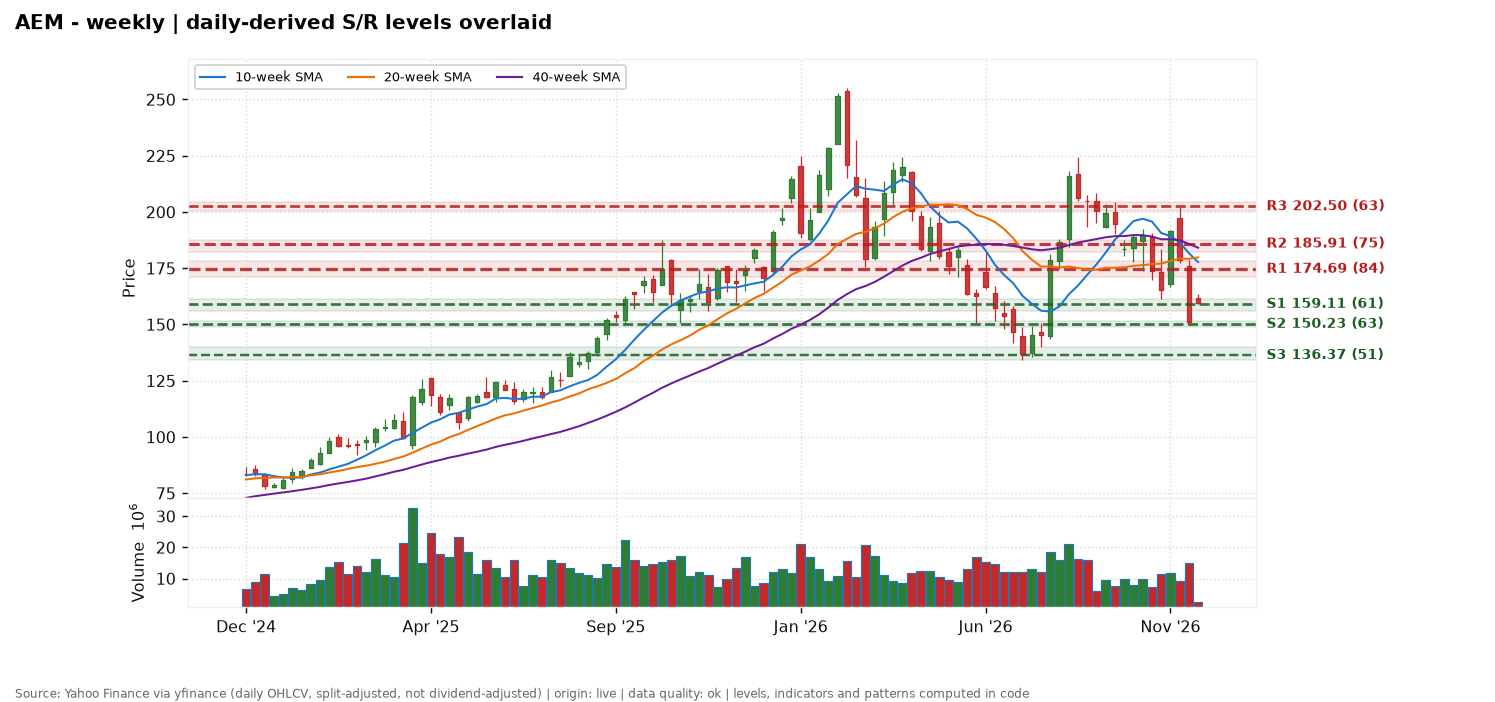 AEM - weekly | daily-derived S/R levels overlaid
10-week SMA
20-week SMA
40-week SMA
Price
250
225
200
175
150
125
100
75
R3 202.50 (63)
R2 185.91 (75)
R1 174.69 (84)
S1 159.11 (61)
S2 150.23 (63)
S3 136.37 (51)
Volume 10⁶
30
20
10
Dec '24
Apr '25
Sep '25
Jan '26
Jun '26
Nov '26
Source: Yahoo Finance via yfinance (daily OHLCV, split-adjusted, not dividend-adjusted) | origin: live | data quality: ok | levels, indicators and patterns computed in code